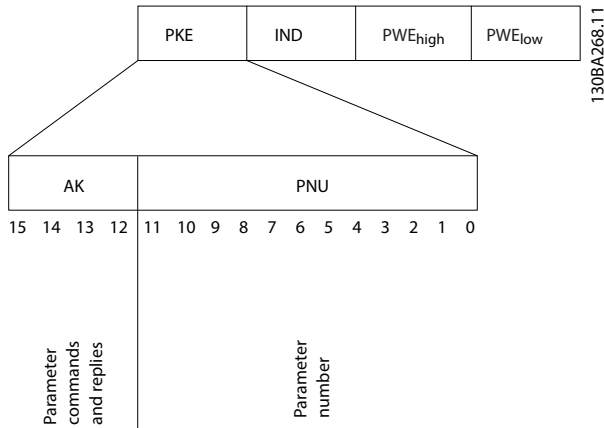 PKE IND PWEhigh PWElow
130BA268.11
AK PNU
15 14 13 12 11 10 9 8 7 6 5 4 3 2 1 0
Parameter
commands
and replies
Parameter
number